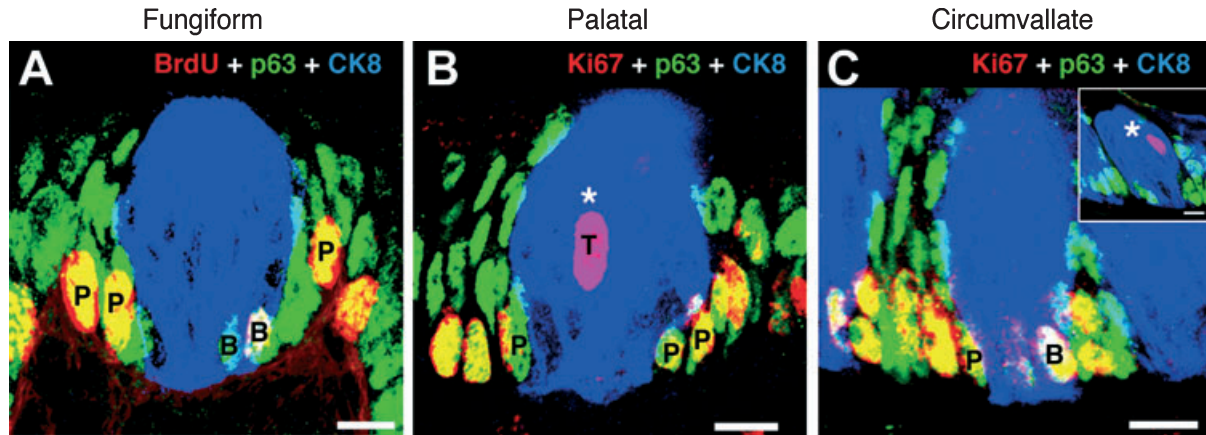 Fungiform
Palatal
Circumvallate
A
BrdU + p63 + CK8
B
Ki67 + p63 + CK8
C
Ki67 + p63 + CK8
P
P
P
B
B
*
T
P
P
P
*
P
B